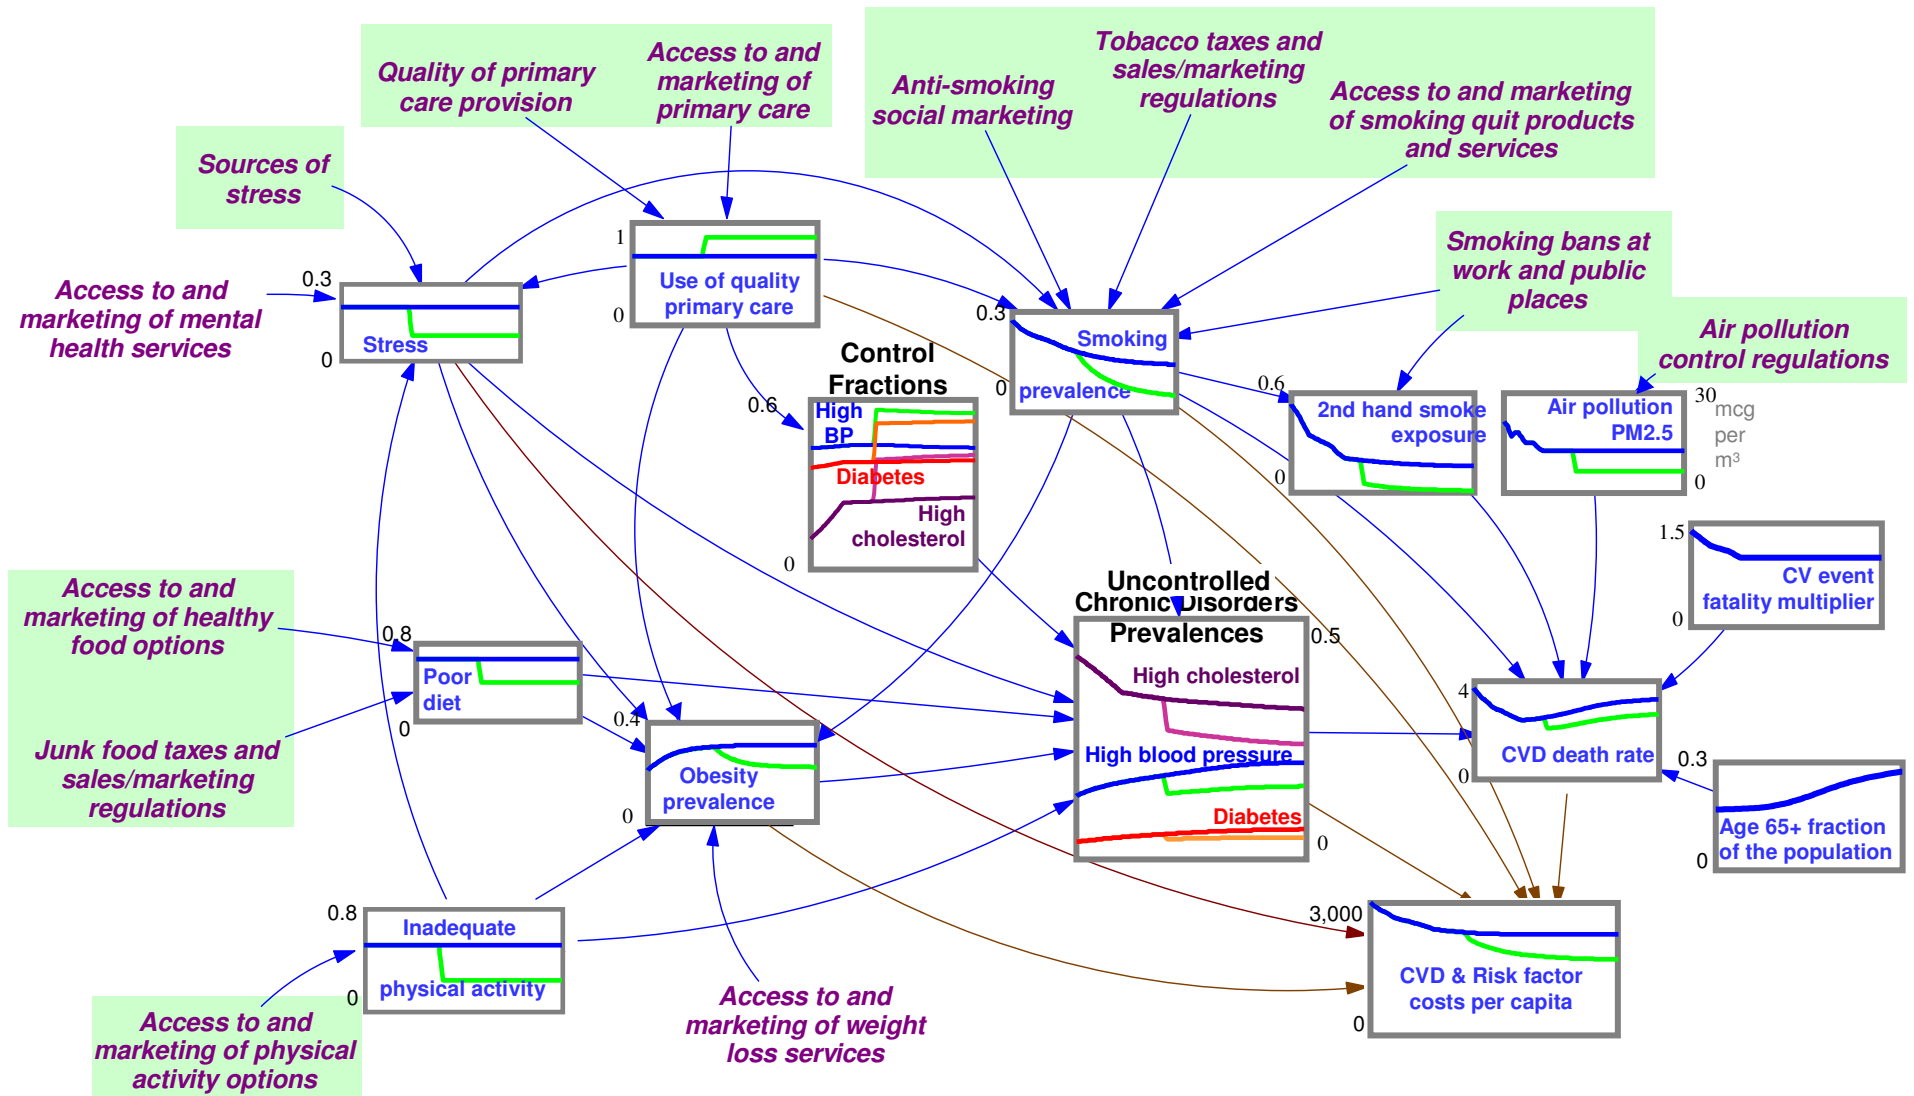 Quality of primary
care provision
Access to and
marketing of
primary care
Anti-smoking
social marketing
Tobacco taxes and
sales/marketing
regulations
Access to and marketing
of smoking quit products
and services
Sources of
stress
Access to and
marketing of mental
health services
0.3
0
Stress
1
0
Use of quality
primary care
Smoking bans at
work and public
places
Air pollution
control regulations
0.3
0
Smoking
prevalence
Control
Fractions
0.6
0
High
BP
Diabetes
High
cholesterol
0.6
0
2nd hand smoke
exposure
Air pollution
PM2.5
30
0
mcg
per
m³
1.5
0
CV event
fatality multiplier
Access to and
marketing of healthy
food options
Junk food taxes and
sales/marketing
regulations
0.8
0
Poor
diet
0.4
0
Obesity
prevalence
Uncontrolled
Chronic Disorders
Prevalences
0.5
0
High cholesterol
High blood pressure
Diabetes
4
0
CVD death rate
0.3
0
Age 65+ fraction
of the population
0.8
0
Inadequate
physical activity
Access to and
marketing of physical
activity options
Access to and
marketing of weight
loss services
3,000
0
CVD & Risk factor
costs per capita